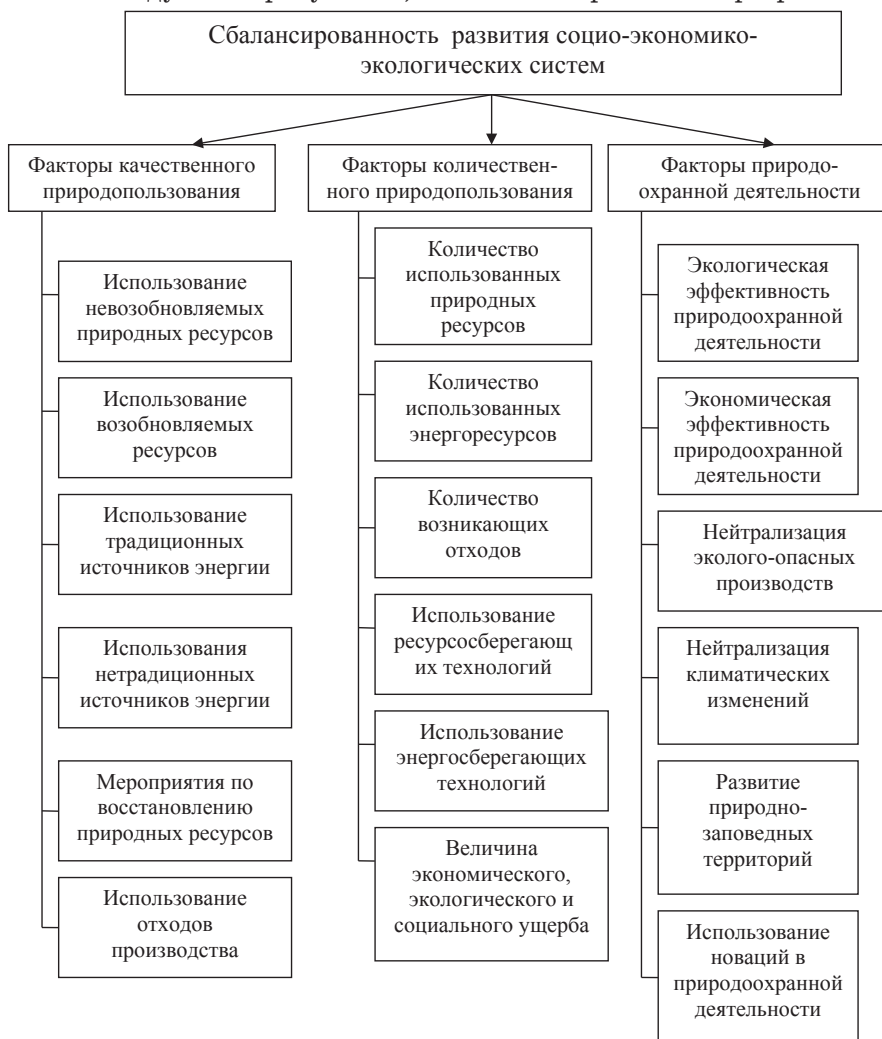 Сбалансированность развития социо-экономико-
экологических систем
Факторы качественного
природопользования
Использование
невозобновляемых
природных ресурсов
Использование
возобновляемых
ресурсов
Использование
традиционных
источников энергии
Использования
нетрадиционных
источников энергии
Мероприятия по
восстановлению
природных ресурсов
Использование
отходов
производства
Факторы количествен-
ного природопользования
Количество
использованных
природных
ресурсов
Количество
использованных
энергоресурсов
Количество
возникающих
отходов
Использование
ресурсосберегающ
их технологий
Использование
энергосберегающих
технологий
Величина
экономического,
экологического и
социального ущерба
Факторы природо-
охранной деятельности
Экологическая
эффективность
природоохранной
деятельности
Экономическая
эффективность
природоохранной
деятельности
Нейтрализация
эколого-опасных
производств
Нейтрализация
климатических
изменений
Развитие
природно-
заповедных
территорий
Использование
новаций в
природоохранной
деятельности